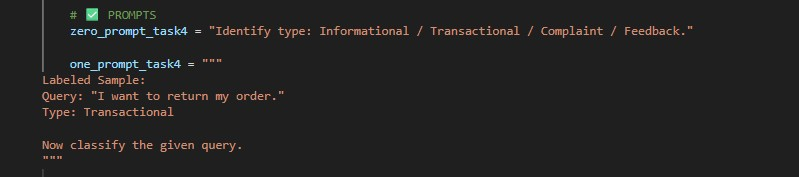 # ✅ PROMPTS
zero_prompt_task4 = "Identify type: Informational / Transactional / Complaint / Feedback."
one_prompt_task4 = """
Labeled Sample:
Query: "I want to return my order."
Type: Transactional
Now classify the given query.
"""